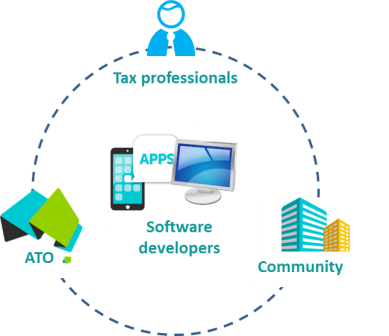 Tax professionals
APPS
Software
developers
ATO
Community